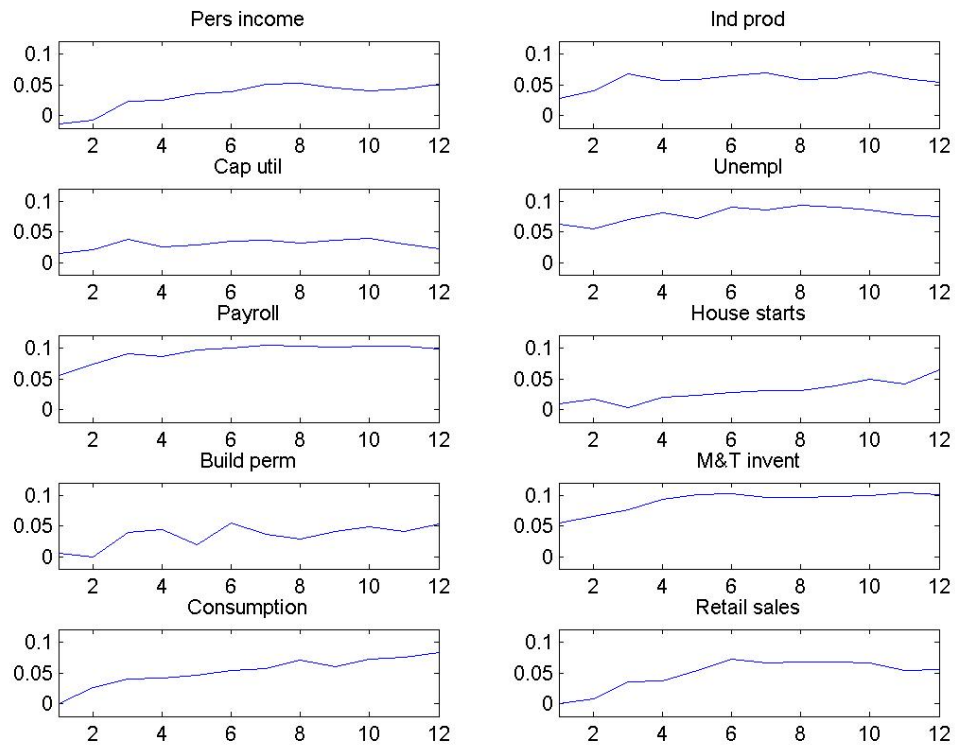 Pers income
0.1
0.05
0
2 4 6 8 10 12
Ind prod
0.1
0.05
0
2 4 6 8 10 12
Cap util
0.1
0.05
0
2 4 6 8 10 12
Unempl
0.1
0.05
0
2 4 6 8 10 12
Payroll
0.1
0.05
0
2 4 6 8 10 12
House starts
0.1
0.05
0
2 4 6 8 10 12
Build perm
0.1
0.05
0
2 4 6 8 10 12
M&T invent
0.1
0.05
0
2 4 6 8 10 12
Consumption
0.1
0.05
0
2 4 6 8 10 12
Retail sales
0.1
0.05
0
2 4 6 8 10 12